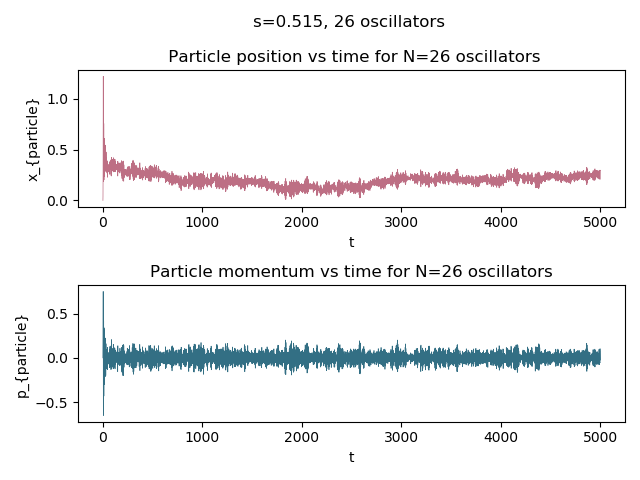 s=0.515, 26 oscillators
Particle position vs time for N=26 oscillators
x_{particle}
1.0
0.5
0.0
0 1000 2000 3000 4000 5000
t
Particle momentum vs time for N=26 oscillators
p_{particle}
0.5
0.0
−0.5
0 1000 2000 3000 4000 5000
t